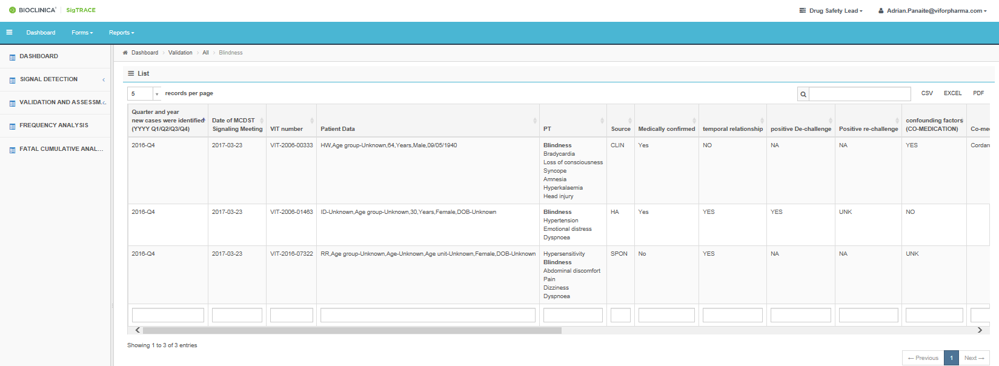 BIOCLINICA® SigTRACE
Drug Safety Lead
Adrian.Panaite@viforpharma.com
Dashboard Forms Reports
DASHBOARD
SIGNAL DETECTION
VALIDATION AND ASSESSM...
FREQUENCY ANALYSIS
FATAL CUMULATIVE ANAL...
Dashboard > Validation > All > Blindness
List
5 records per page
CSV EXCEL PDF
Quarter and year
new cases were identified
(YYYY Q1/Q2/Q3/Q4)
Date of MCDST
Signaling Meeting
VIT number
Patient Data
PT
Source
Medically confirmed
temporal relationship
positive De-challenge
Positive re-challenge
confounding factors
(CO-MEDICATION)
Co-med
2016-Q4 2017-03-23 VIT-2006-00333 HW,Age group-Unknown,64,Years,Male,09/05/1940 Blindness CLIN Yes NO NA NA YES Cordaro
Bradycardia
Loss of consciousness
Syncope
Amnesia
Hyperkalaemia
Head injury
2016-Q4 2017-03-23 VIT-2006-01463 ID-Unknown,Age group-Unknown,30,Years,Female,DOB-Unknown Blindness HA Yes YES YES UNK NO
Hypertension
Emotional distress
Dyspnoea
2016-Q4 2017-03-23 VIT-2016-07322 RR,Age group-Unknown,Age-Unknown,Age unit-Unknown,Female,DOB-Unknown Hypersensitivity SPON No YES NA NA UNK
Blindness
Abdominal discomfort
Pain
Dizziness
Dyspnoea
Showing 1 to 3 of 3 entries
← Previous 1 Next →